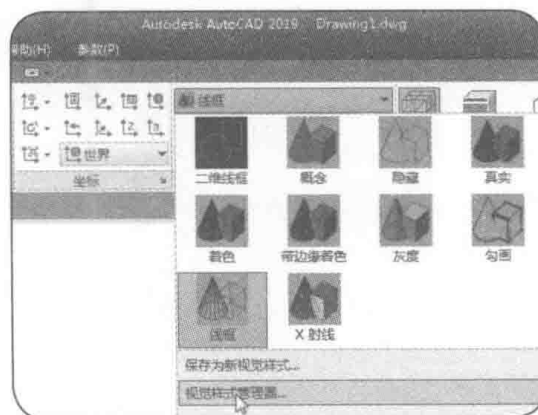 Autodesk AutoCAD 2019 Drawing1.dwg
帮助(H) 参数(P)
线框
世界
坐标
二维线框 概念 隐藏 真实
着色 带边缘着色 灰度 勾画
线框 X 射线
保存为新视觉样式...
视觉样式管理器...